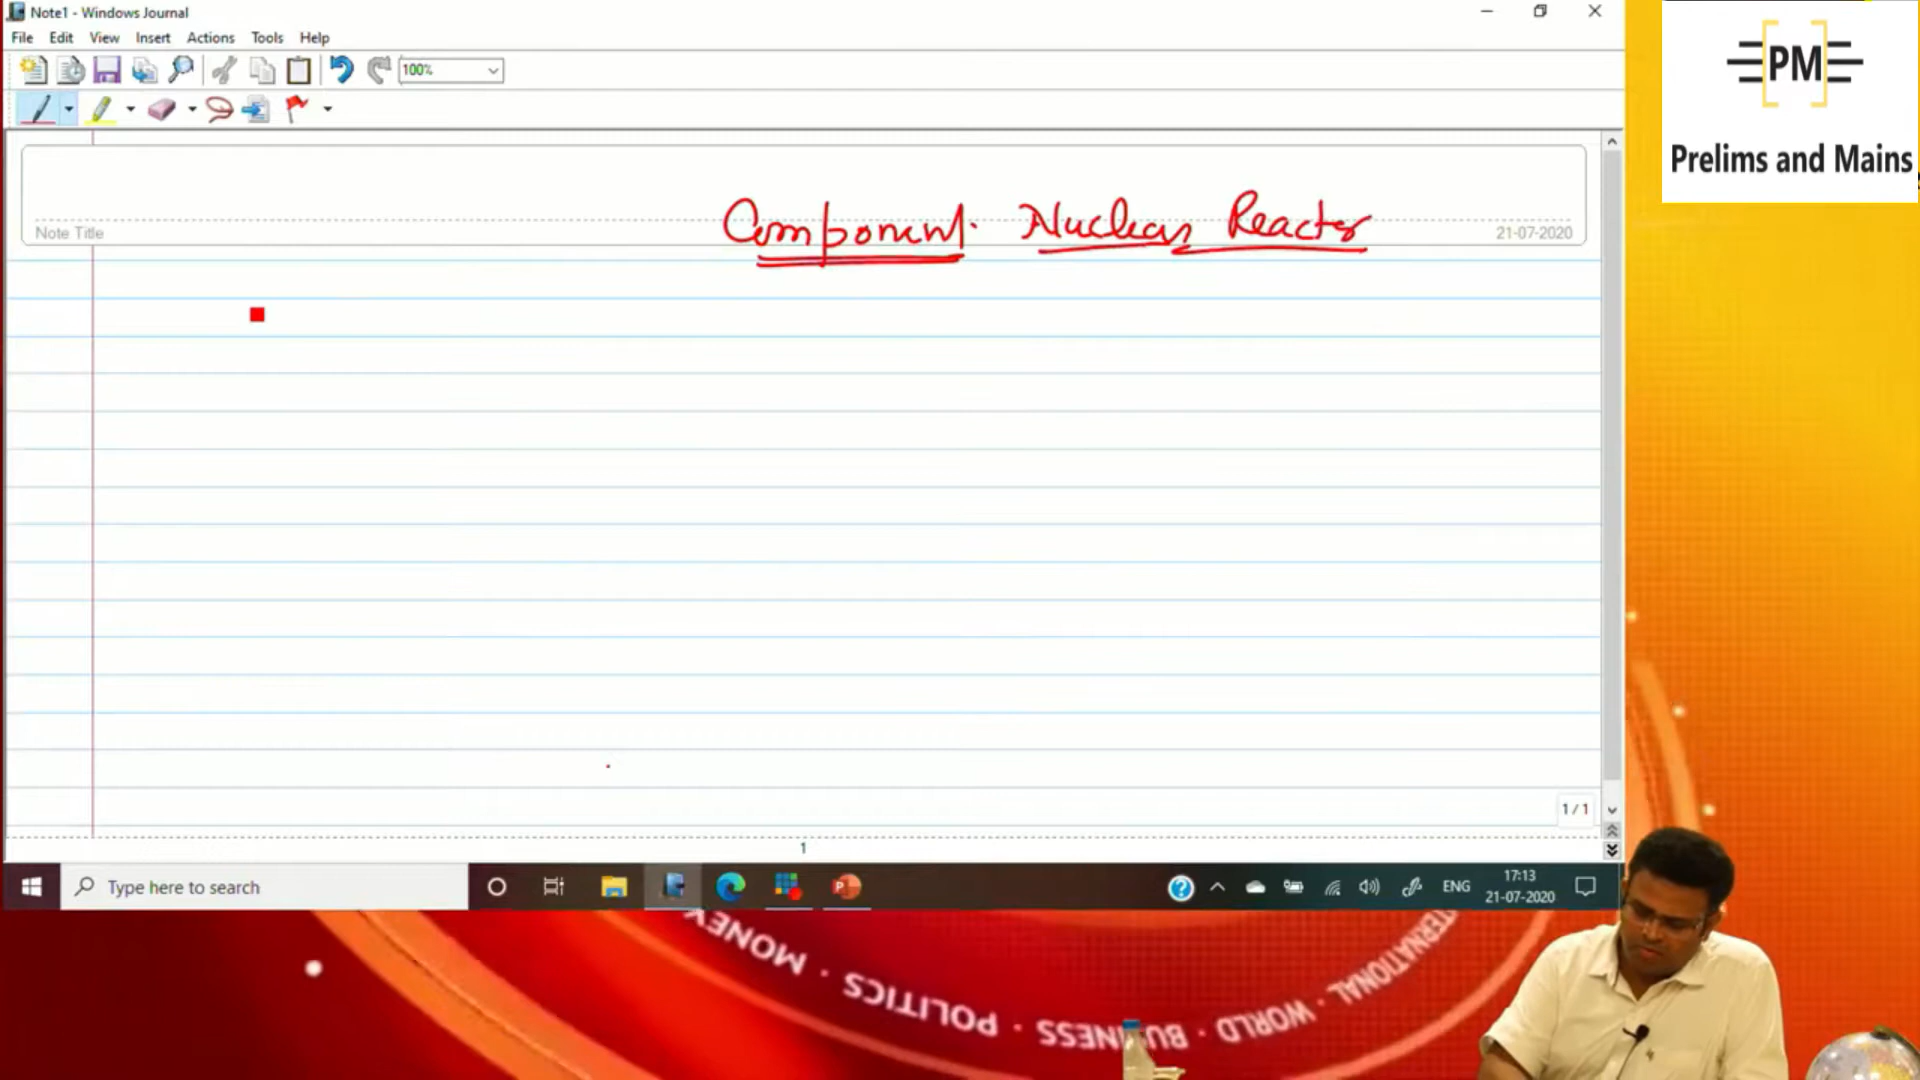 Note1 - Windows Journal
File Edit View Insert Actions Tools Help
100%
PM
Prelims and Mains
Component. Nuclear Reactor
Note Title
21-07-2020
1 / 1
1
Type here to search
ENG
17:13
21-07-2020
MONEY · POLITICS · BUSINESS · WORLD ·